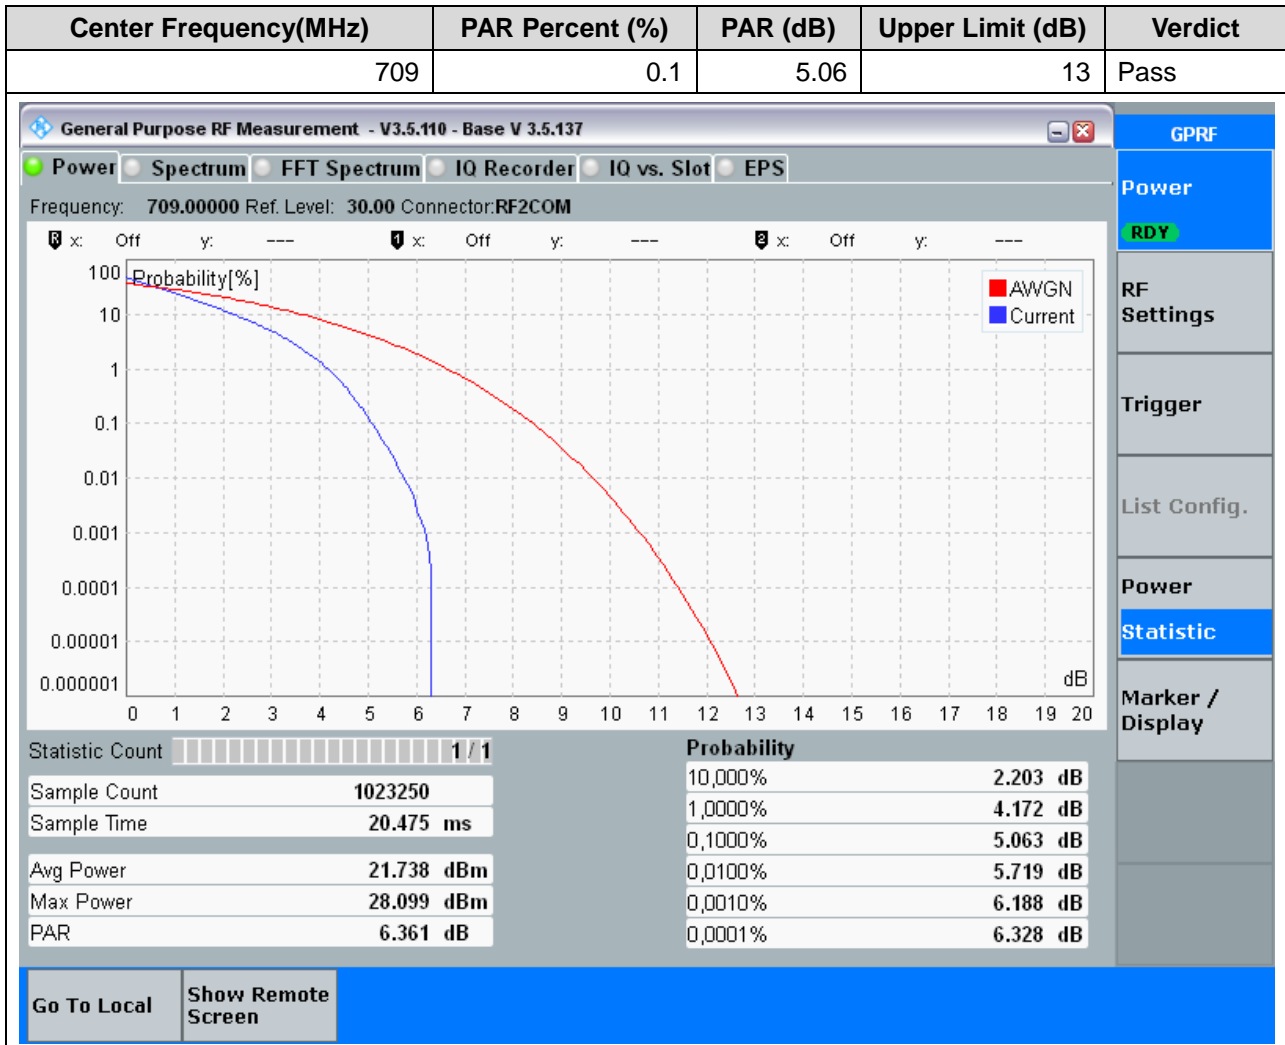 Center Frequency(MHz) PAR Percent (%) PAR (dB) Upper Limit (dB) Verdict
709 0.1 5.06 13 Pass
General Purpose RF Measurement - V3.5.110 - Base V 3.5.137
GPRF
Power Spectrum FFT Spectrum IQ Recorder IQ vs. Slot EPS
Power
RDY
Frequency: 709.00000 Ref. Level: 30.00 Connector:RF2COM
R x: Off y: --- 1 x: Off y: --- 2 x: Off y: ---
Probability[%]
AWGN
Current
100
10
1
0.1
0.01
0.001
0.0001
0.00001
0.000001
dB
0 1 2 3 4 5 6 7 8 9 10 11 12 13 14 15 16 17 18 19 20
RF
Settings
Trigger
List Config.
Power
Statistic
Marker /
Display
Statistic Count 1 / 1
Sample Count 1023250
Sample Time 20.475 ms
Avg Power 21.738 dBm
Max Power 28.099 dBm
PAR 6.361 dB
Probability
10,000% 2.203 dB
1,0000% 4.172 dB
0,1000% 5.063 dB
0,0100% 5.719 dB
0,0010% 6.188 dB
0,0001% 6.328 dB
Go To Local
Show Remote
Screen